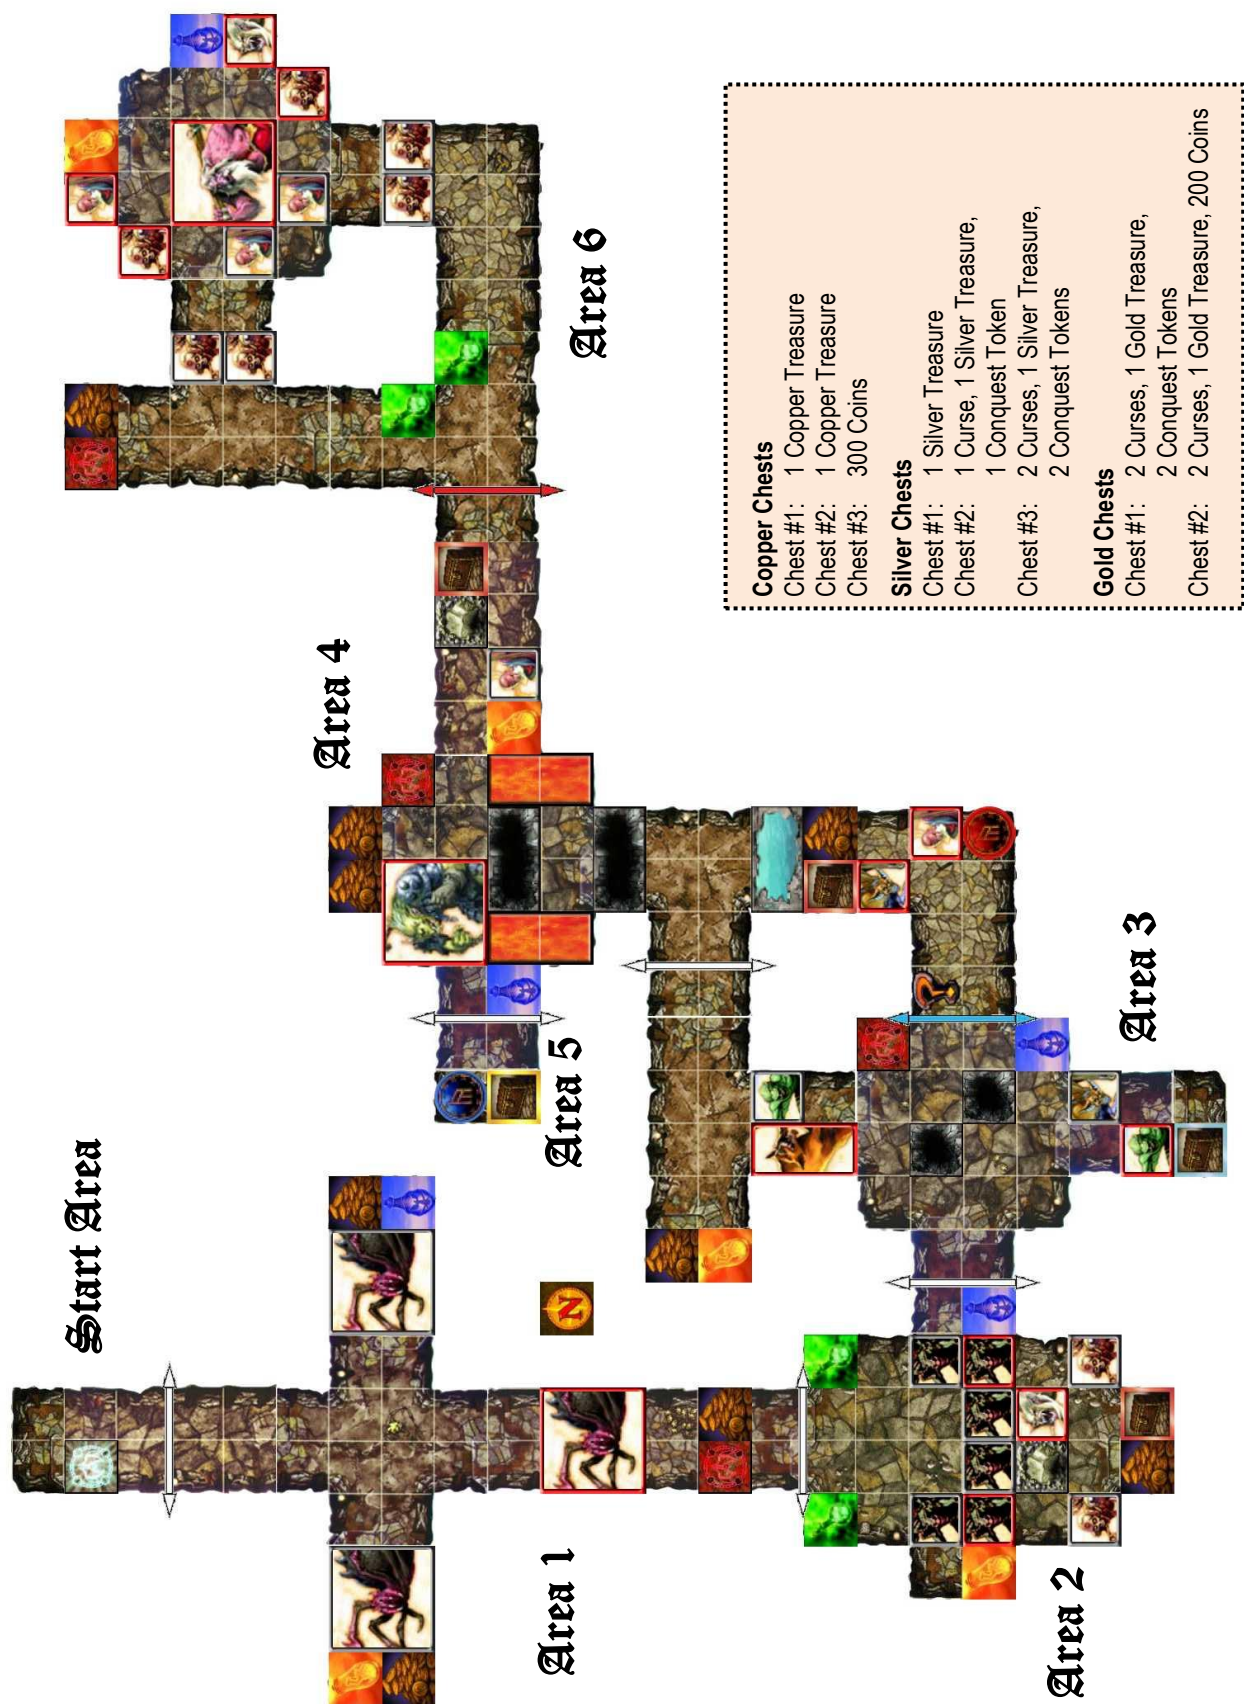 Start Area
Area 1
Area 2
Area 3
Area 4
Area 5
Area 6
N
Copper Chests
Chest #1: 1 Copper Treasure
Chest #2: 1 Copper Treasure
Chest #3: 300 Coins
Silver Chests
Chest #1: 1 Silver Treasure
Chest #2: 1 Curse, 1 Silver Treasure,
1 Conquest Token
Chest #3: 2 Curses, 1 Silver Treasure,
2 Conquest Tokens
Gold Chests
Chest #1: 2 Curses, 1 Gold Treasure,
2 Conquest Tokens
Chest #2: 2 Curses, 1 Gold Treasure, 200 Coins